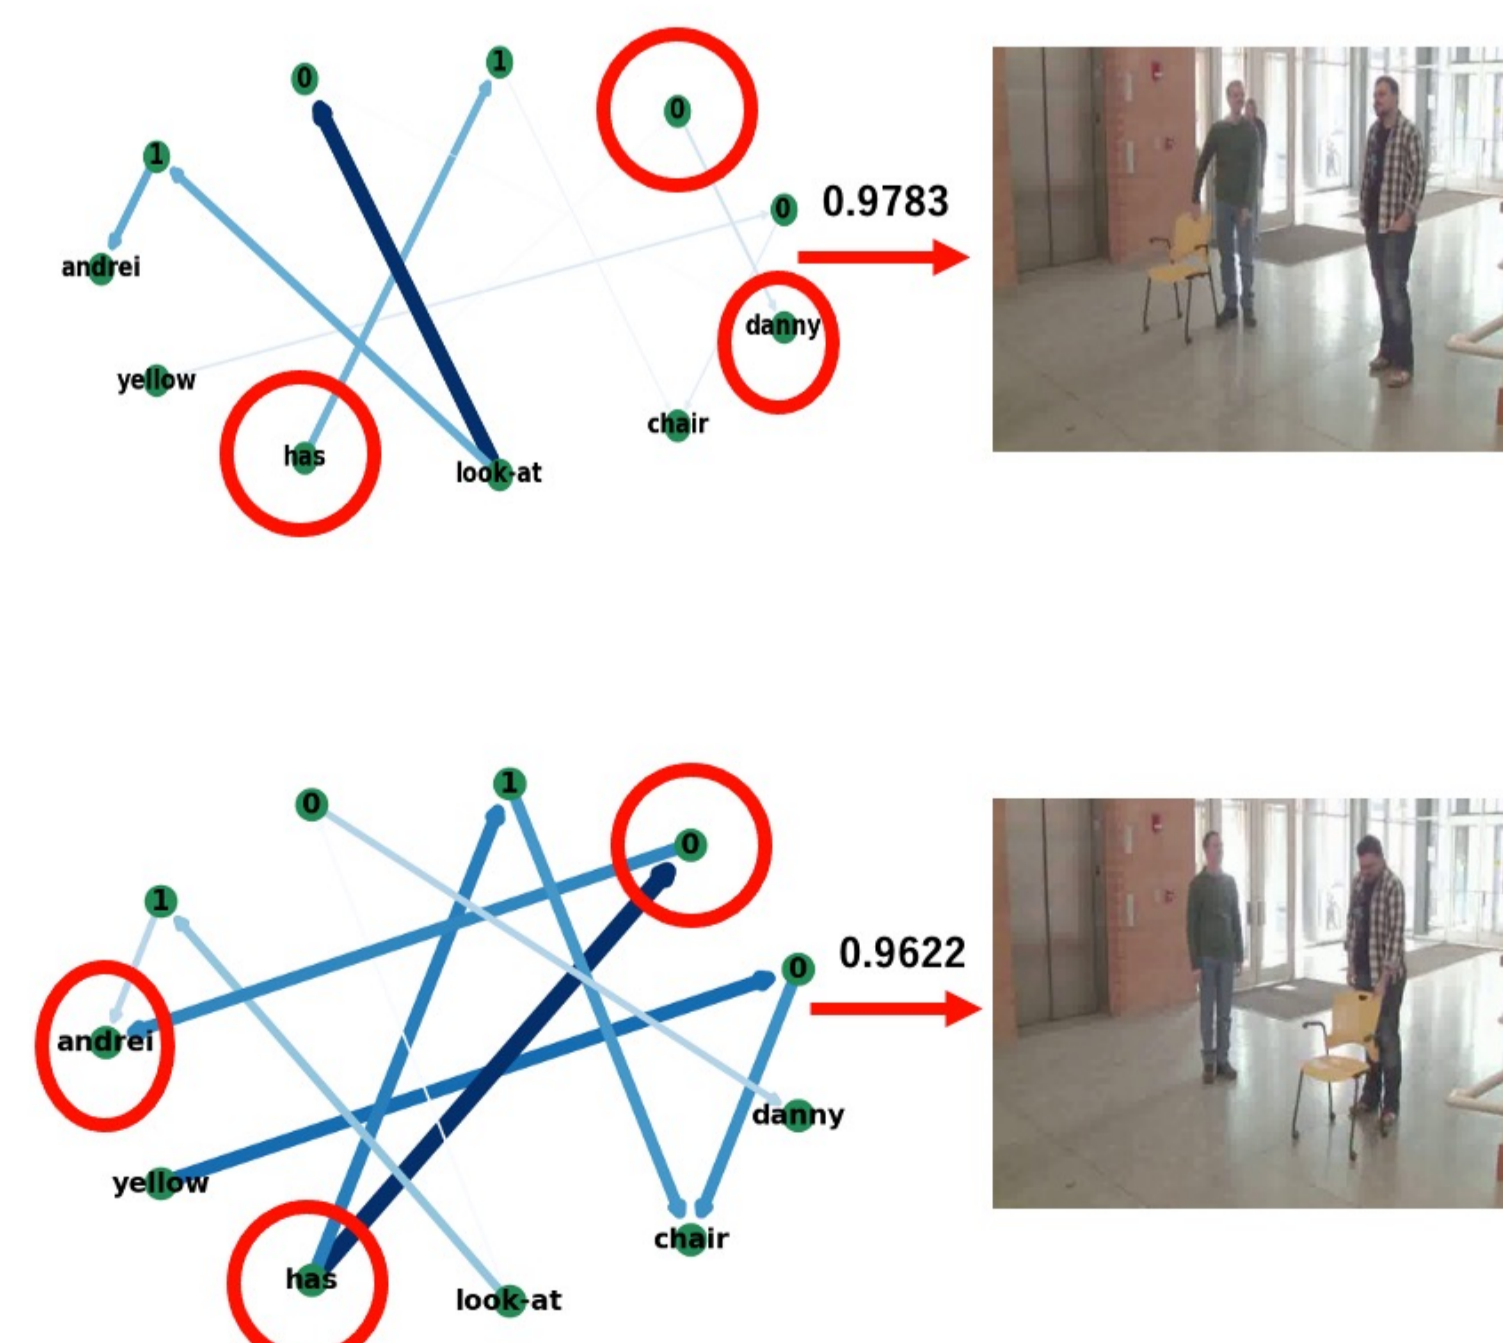 1
0
0
1
0
0.9783
andrei
danny
yellow
chair
has
look-at
1
0
0
1
0
0.9622
andrei
danny
yellow
chair
has
look-at